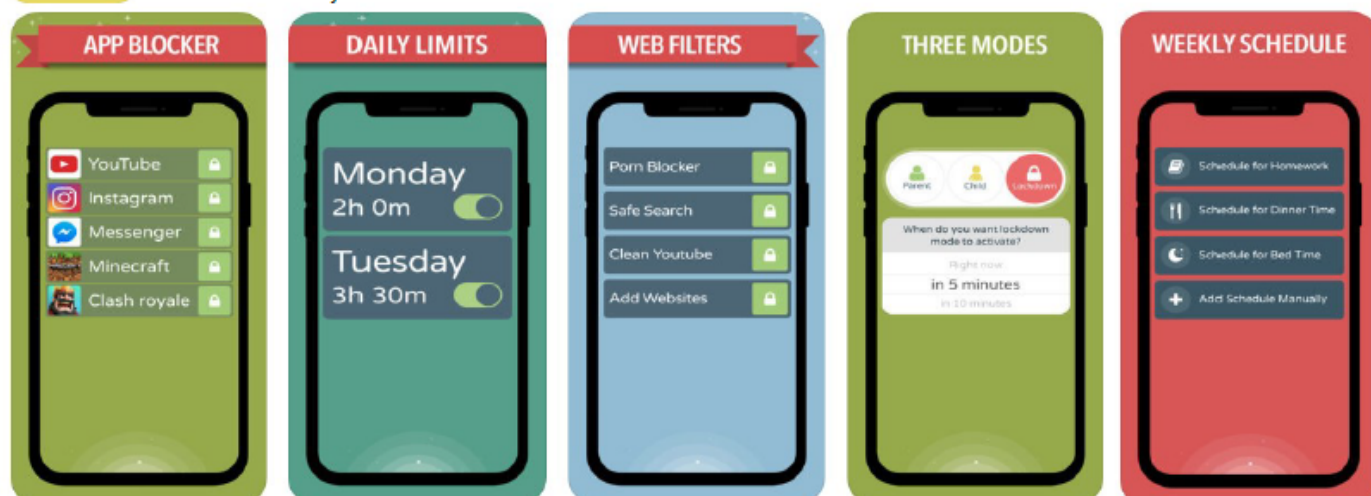 APP BLOCKER
YouTube
Instagram
Messenger
Minecraft
Clash royale
DAILY LIMITS
Monday
2h 0m
Tuesday
3h 30m
WEB FILTERS
Porn Blocker
Safe Search
Clean Youtube
Add Websites
THREE MODES
Parent
Child
Lockdown
When do you want lockdown
mode to activate?
Right now
in 5 minutes
in 10 minutes
WEEKLY SCHEDULE
Schedule for Homework
Schedule for Dinner Time
Schedule for Bed Time
Add Schedule Manually